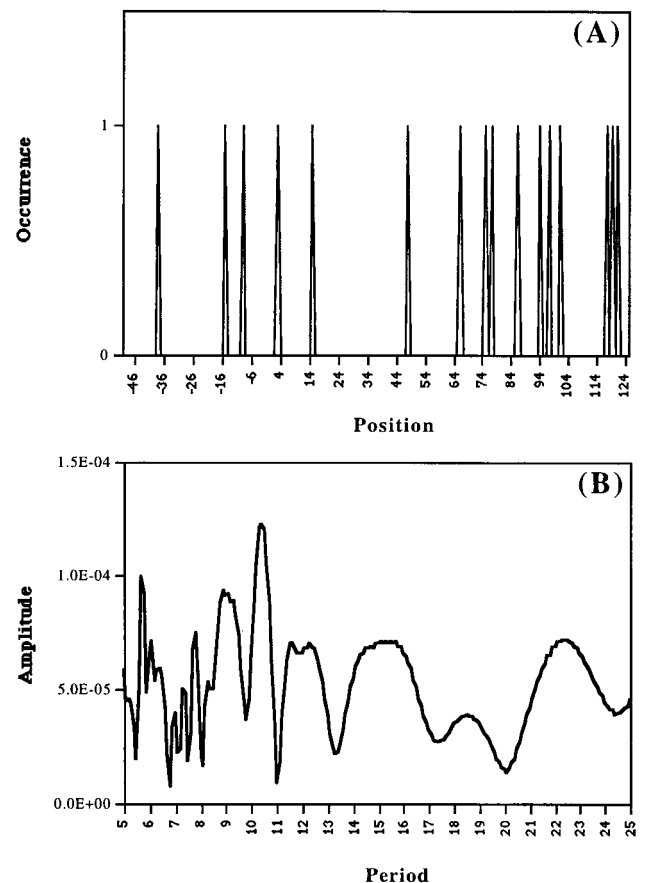 (A)
1
0
Occurrence
-46 -36 -26 -16 -6 4 14 24 34 44 54 64 74 84 94 104 114 124
Position
(B)
1.5E-04
1.0E-04
5.0E-05
0.0E+00
Amplitude
5 6 7 8 9 10 11 12 13 14 15 16 17 18 19 20 21 22 23 24 25
Period